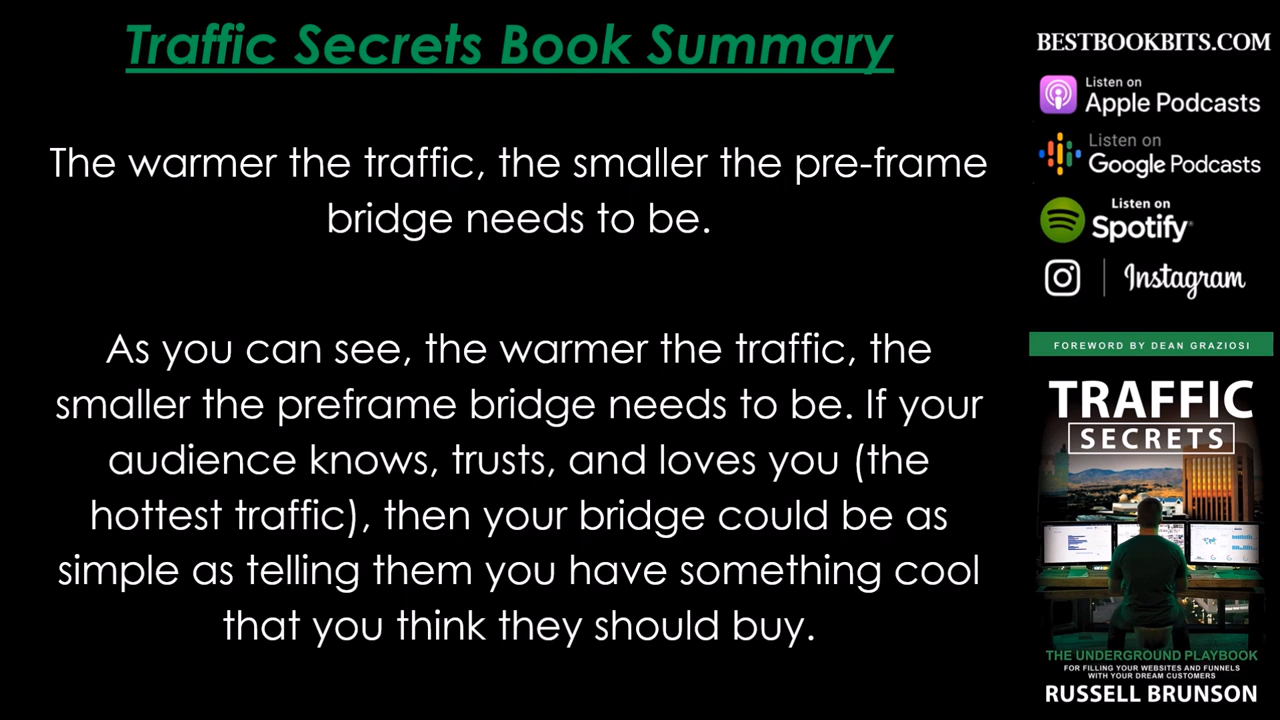 Traffic Secrets Book Summary
The warmer the traffic, the smaller the pre-frame
bridge needs to be.
As you can see, the warmer the traffic, the
smaller the preframe bridge needs to be. If your
audience knows, trusts, and loves you (the
hottest traffic), then your bridge could be as
simple as telling them you have something cool
that you think they should buy.
BESTBOOKBITS.COM
Listen on
Apple Podcasts
Listen on
Google Podcasts
Listen on
Spotify
Instagram
FOREWORD BY DEAN GRAZIOSI
TRAFFIC
SECRETS
THE UNDERGROUND PLAYBOOK
FOR FILLING YOUR WEBSITES AND FUNNELS
WITH YOUR DREAM CUSTOMERS
RUSSELL BRUNSON